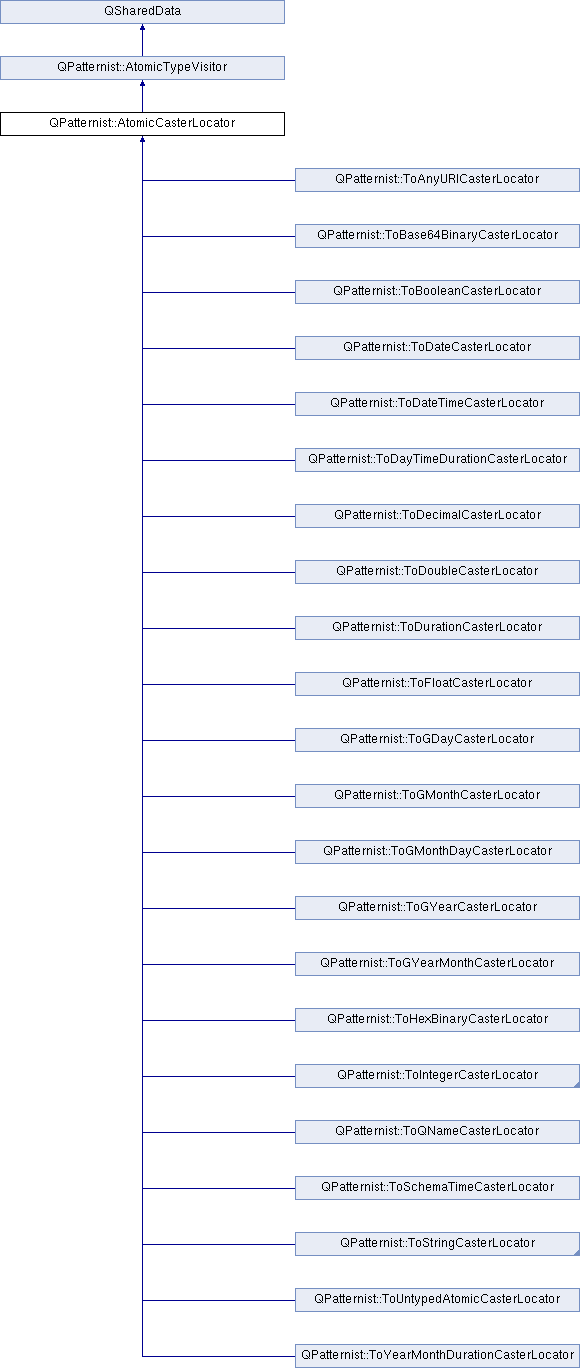 QSharedData
QPatternist::AtomicTypeVisitor
QPatternist::AtomicCasterLocator
QPatternist::ToAnyURICasterLocator
QPatternist::ToBase64BinaryCasterLocator
QPatternist::ToBooleanCasterLocator
QPatternist::ToDateCasterLocator
QPatternist::ToDateTimeCasterLocator
QPatternist::ToDayTimeDurationCasterLocator
QPatternist::ToDecimalCasterLocator
QPatternist::ToDoubleCasterLocator
QPatternist::ToDurationCasterLocator
QPatternist::ToFloatCasterLocator
QPatternist::ToGDayCasterLocator
QPatternist::ToGMonthCasterLocator
QPatternist::ToGMonthDayCasterLocator
QPatternist::ToGYearCasterLocator
QPatternist::ToGYearMonthCasterLocator
QPatternist::ToHexBinaryCasterLocator
QPatternist::ToIntegerCasterLocator
QPatternist::ToQNameCasterLocator
QPatternist::ToSchemaTimeCasterLocator
QPatternist::ToStringCasterLocator
QPatternist::ToUntypedAtomicCasterLocator
QPatternist::ToYearMonthDurationCasterLocator